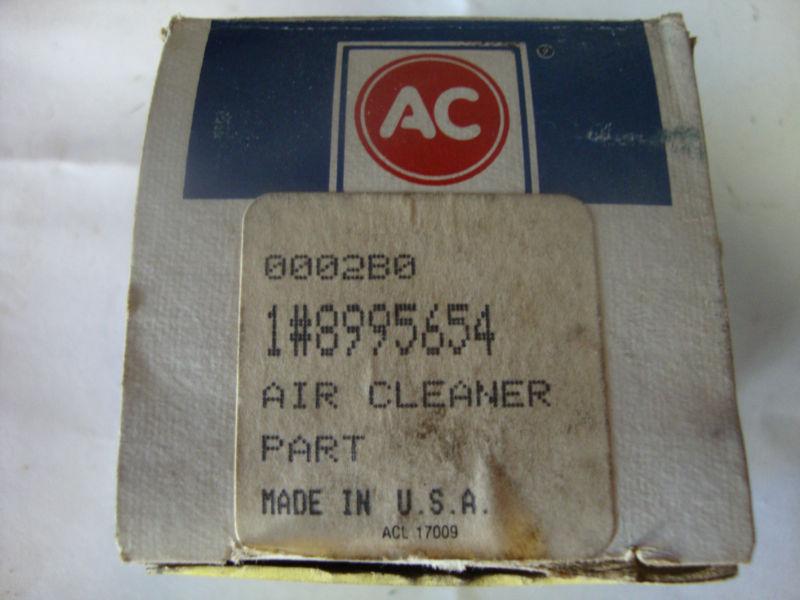 AC ®
0002B0
1#8995654
AIR CLEANER
PART
MADE IN U.S.A.
ACL 17009